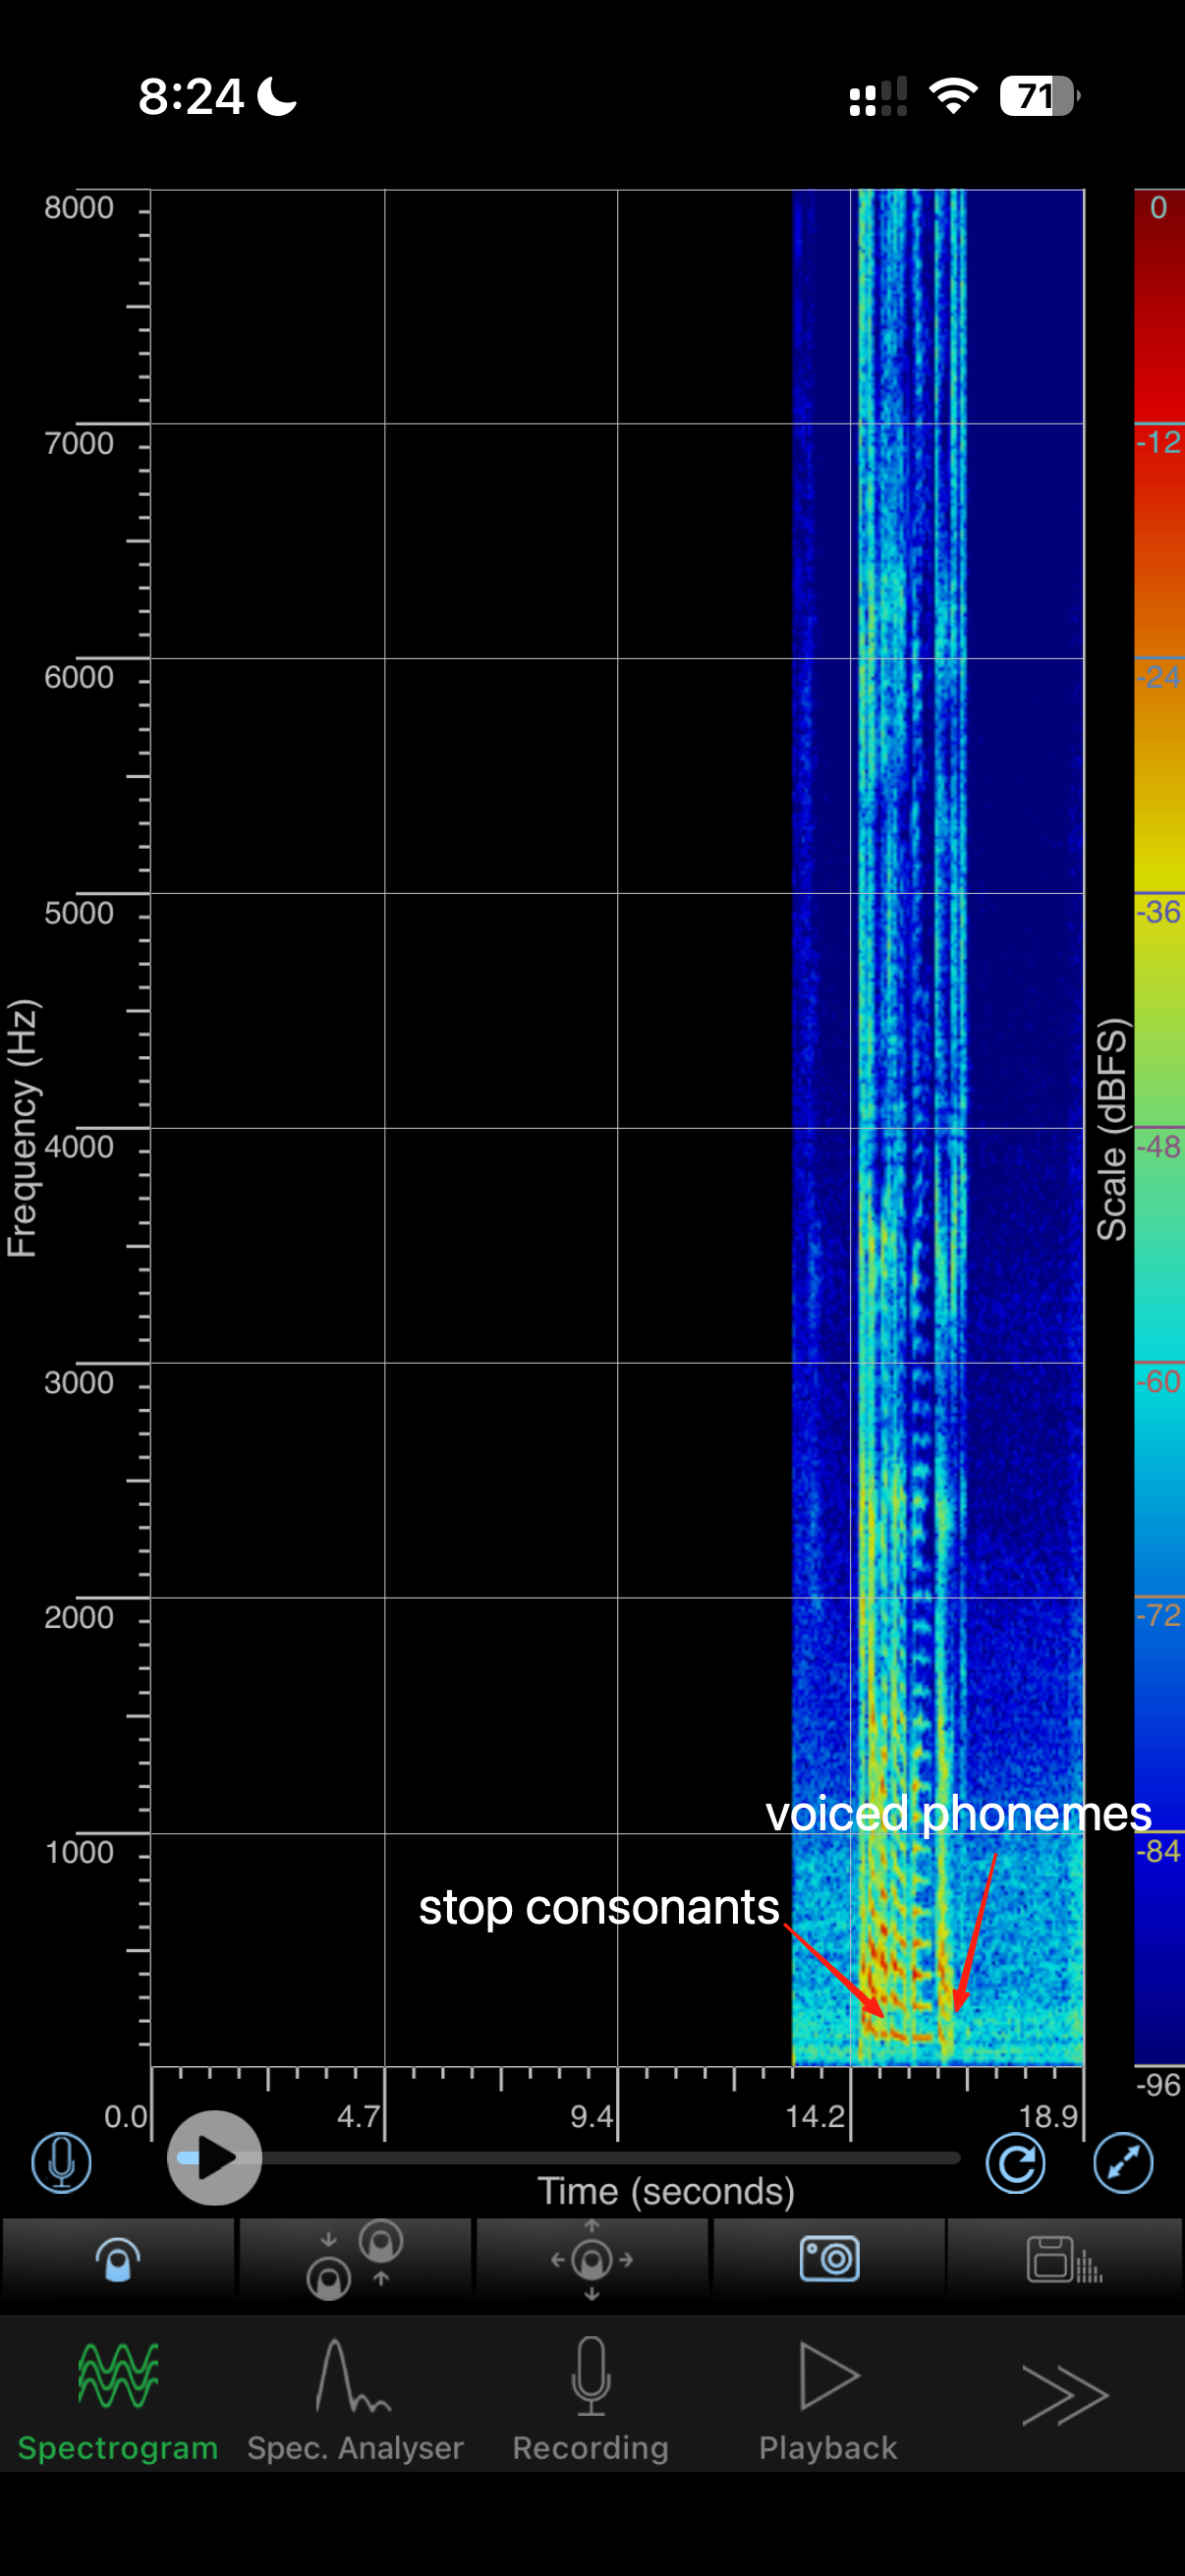 8:24
71
8000
7000
6000
5000
4000
3000
2000
1000
Frequency (Hz)
0
-12
-24
-36
-48
-60
-72
-84
-96
Scale (dBFS)
voiced phonemes
stop consonants
0.0
4.7
9.4
14.2
18.9
Time (seconds)
Spectrogram
Spec. Analyser
Recording
Playback